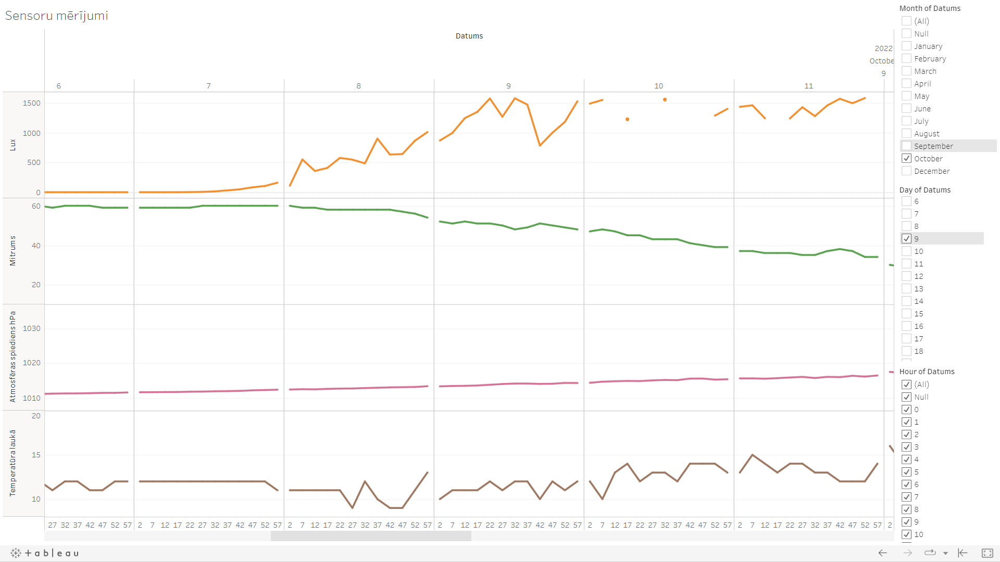 Sensoru mērījumi
Datums
2022
Octobe
9
6 7 8 9 10 11
Lux
1500
1000
500
0
Mitrums
60
40
20
Atmosfēras spiediens hPa
1030
1020
1010
Temperatūra laukā
20
15
10
27 32 37 42 47 52 57 2 7 12 17 22 27 32 37 42 47 52 57 2 7 12 17 22 27 32 37 42 47 52 57 2 7 12 17 22 27 32 37 42 47 52 57 2 7 12 17 22 27 32 37 42 47 52 57 2 7 12 17 22 27 32 37 42 47 52 57 2
Month of Datums
(All)
Null
January
February
March
April
May
June
July
August
September
October
December
Day of Datums
6
7
8
9
10
11
12
13
14
15
16
17
18
Hour of Datums
(All)
Null
0
1
2
3
4
5
6
7
8
9
10
+ableau